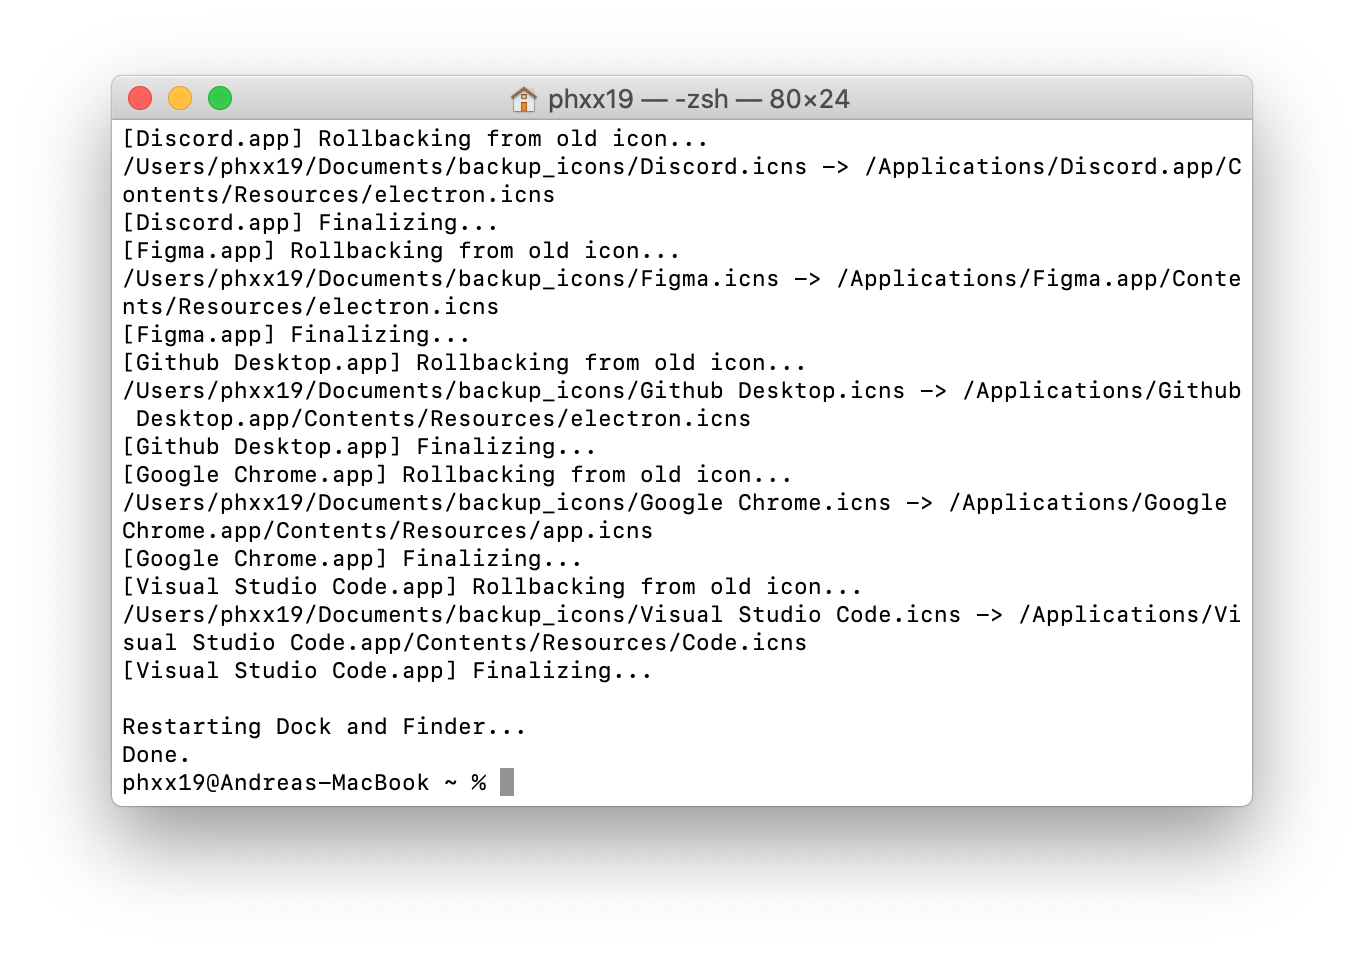 phxx19 — -zsh — 80×24
[Discord.app] Rollbacking from old icon...
/Users/phxx19/Documents/backup_icons/Discord.icns -> /Applications/Discord.app/C
ontents/Resources/electron.icns
[Discord.app] Finalizing...
[Figma.app] Rollbacking from old icon...
/Users/phxx19/Documents/backup_icons/Figma.icns -> /Applications/Figma.app/Conte
nts/Resources/electron.icns
[Figma.app] Finalizing...
[Github Desktop.app] Rollbacking from old icon...
/Users/phxx19/Documents/backup_icons/Github Desktop.icns -> /Applications/Github
 Desktop.app/Contents/Resources/electron.icns
[Github Desktop.app] Finalizing...
[Google Chrome.app] Rollbacking from old icon...
/Users/phxx19/Documents/backup_icons/Google Chrome.icns -> /Applications/Google
Chrome.app/Contents/Resources/app.icns
[Google Chrome.app] Finalizing...
[Visual Studio Code.app] Rollbacking from old icon...
/Users/phxx19/Documents/backup_icons/Visual Studio Code.icns -> /Applications/Vi
sual Studio Code.app/Contents/Resources/Code.icns
[Visual Studio Code.app] Finalizing...

Restarting Dock and Finder...
Done.
phxx19@Andreas-MacBook ~ %